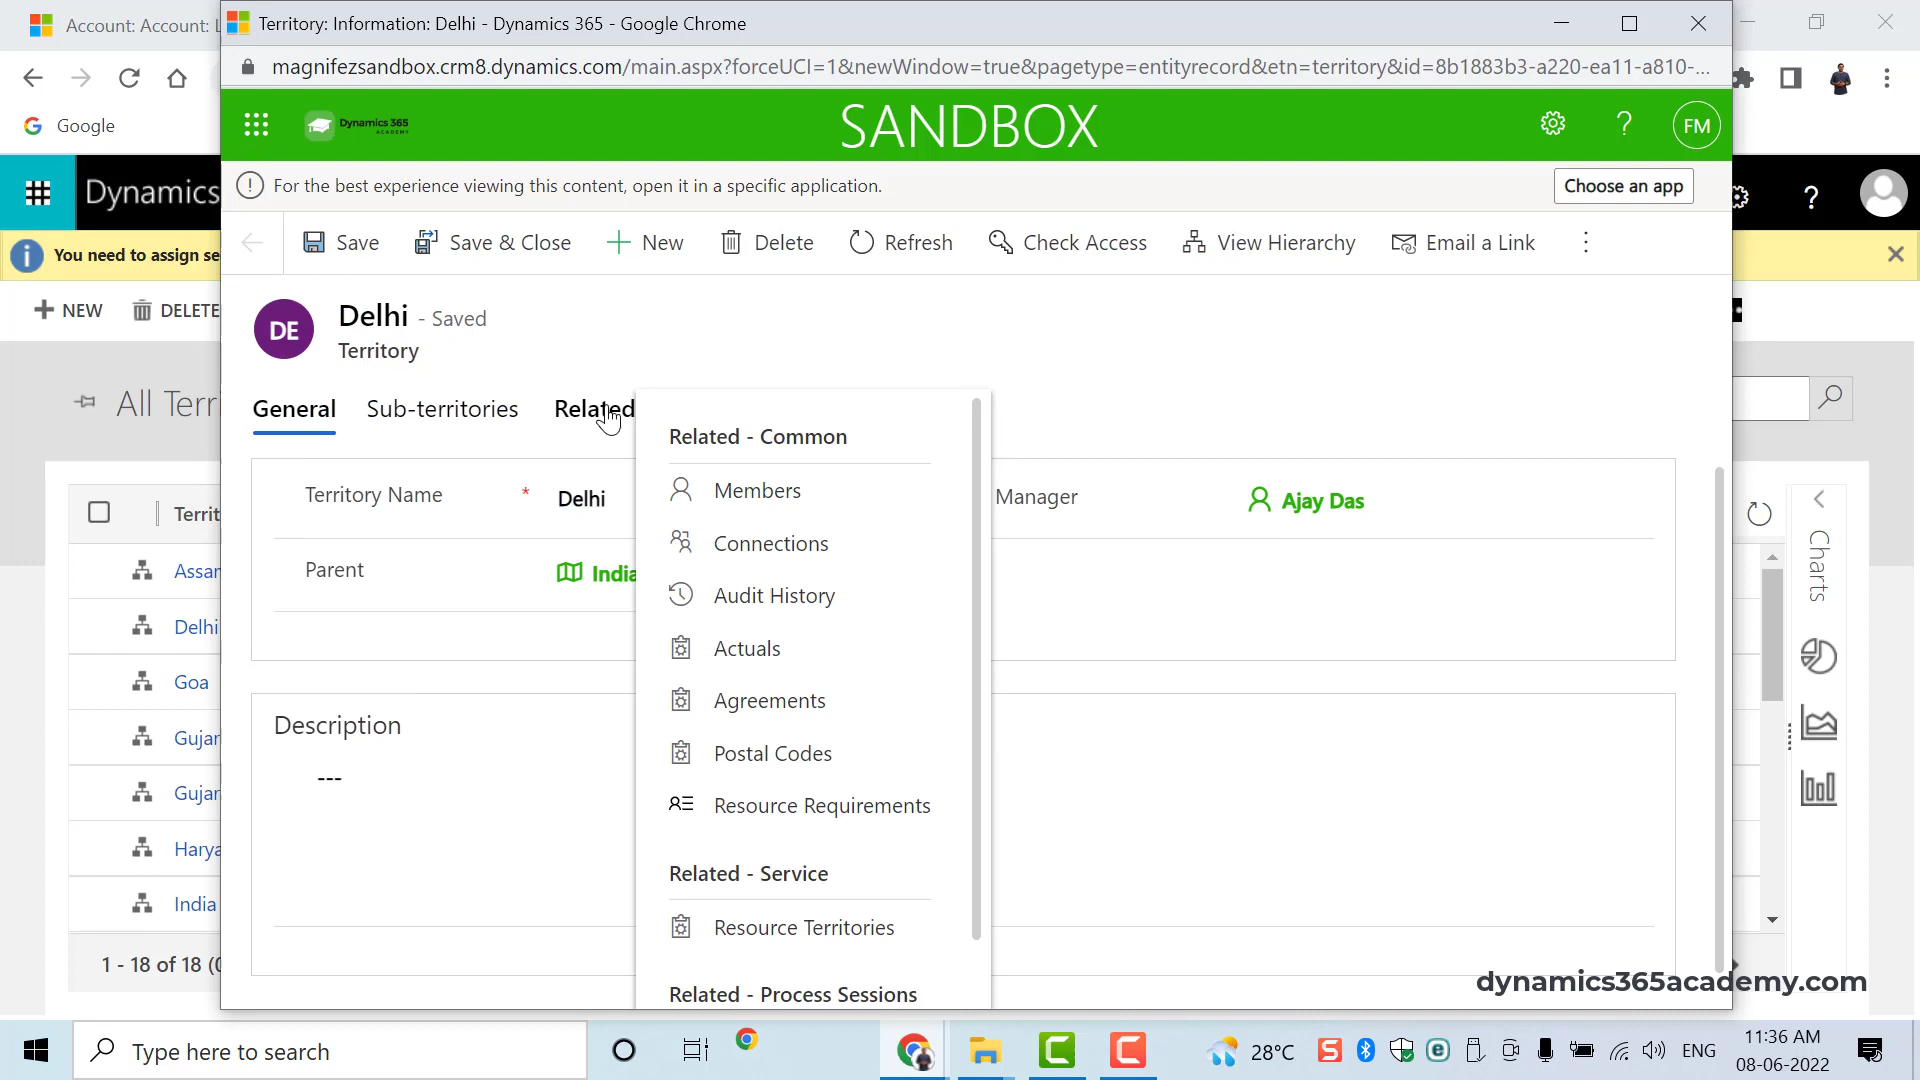 Account: Account: L
Territory: Information: Delhi - Dynamics 365 - Google Chrome
magnifezsandbox.crm8.dynamics.com/main.aspx?forceUCI=1&newWindow=true&pagetype=entityrecord&etn=territory&id=8b1883b3-a220-ea11-a810-...
Google
Dynamics 365
ACADEMY
SANDBOX
FM
Dynamics
For the best experience viewing this content, open it in a specific application.
Choose an app
You need to assign se
Save
Save & Close
New
Delete
Refresh
Check Access
View Hierarchy
Email a Link
NEW
DELETE
DE
Delhi - Saved
Territory
All Terri
General
Sub-territories
Related
Related - Common
Members
Connections
Audit History
Actuals
Agreements
Postal Codes
Resource Requirements
Related - Service
Resource Territories
Related - Process Sessions
Territory Name
*
Delhi
Manager
Ajay Das
Parent
India
Description
---
Territ
Assar
Delhi
Goa
Gujar
Gujar
Harya
India
1 - 18 of 18 (0
Charts
dynamics365academy.com
Type here to search
28°C
ENG
11:36 AM
08-06-2022